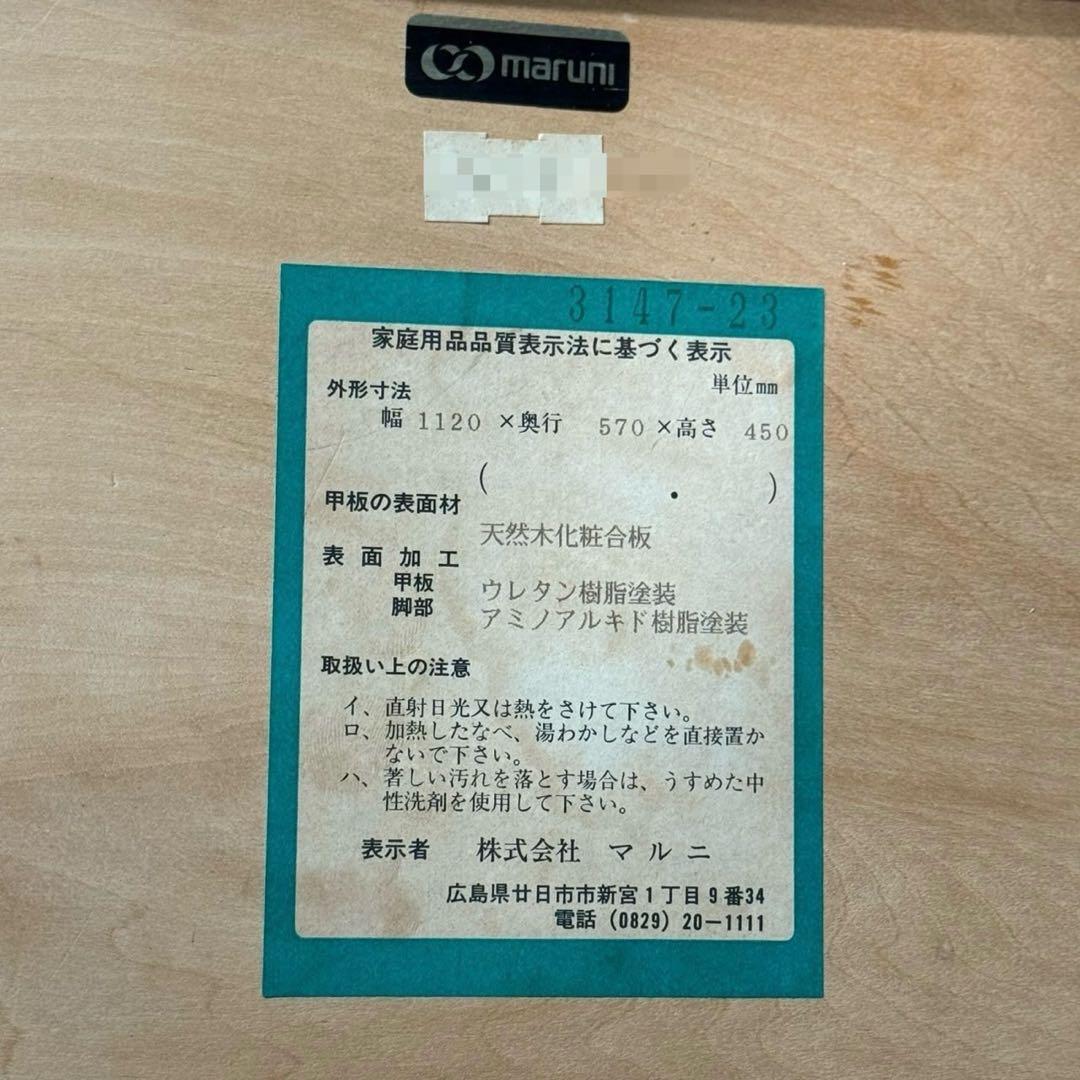 maruni
3147-23
家庭用品品質表示法に基づく表示
単位mm
外形寸法
幅 1120 ×奥行 570 ×高さ 450
( ・ )
甲板の表面材
天然木化粧合板
表面加工
甲板 ウレタン樹脂塗装
脚部 アミノアルキド樹脂塗装
取扱い上の注意
イ、直射日光又は熱をさけて下さい。
ロ、加熱したなべ、湯わかしなどを直接置か
ないで下さい。
ハ、著しい汚れを落とす場合は、うすめた中
性洗剤を使用して下さい。
表示者 株式会社 マルニ
広島県廿日市市新宮1丁目9番34
電話 (0829) 20-1111